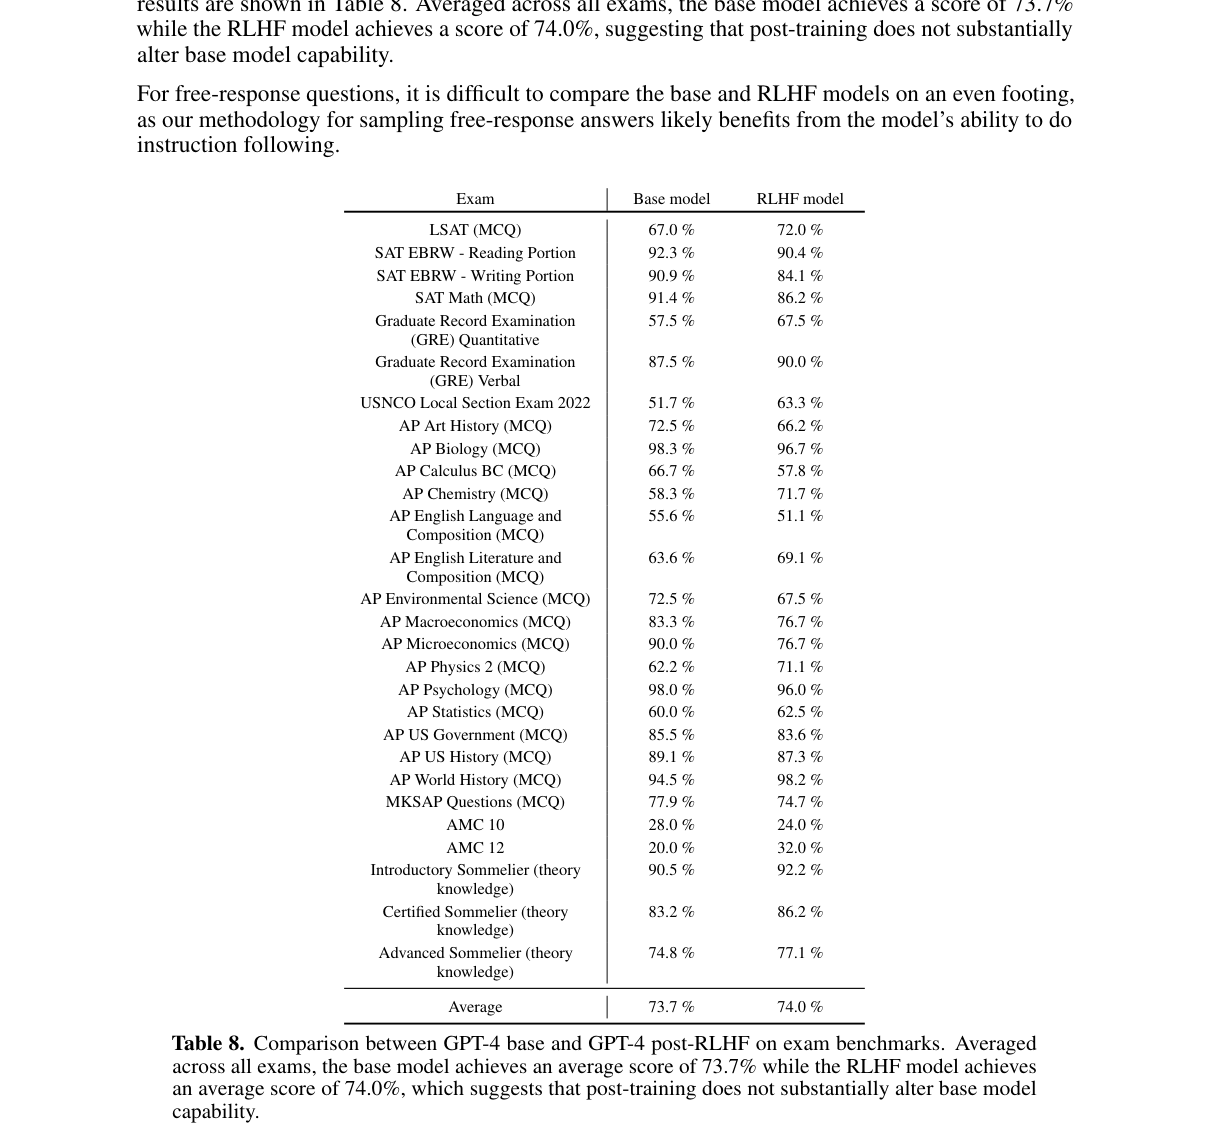 results are shown in Table 8. Averaged across all exams, the base model achieves a score of 73.7%
while the RLHF model achieves a score of 74.0%, suggesting that post-training does not substantially
alter base model capability.
For free-response questions, it is difficult to compare the base and RLHF models on an even footing,
as our methodology for sampling free-response answers likely benefits from the model's ability to do
instruction following.
Exam Base model RLHF model
LSAT (MCQ) 67.0 % 72.0 %
SAT EBRW - Reading Portion 92.3 % 90.4 %
SAT EBRW - Writing Portion 90.9 % 84.1 %
SAT Math (MCQ) 91.4 % 86.2 %
Graduate Record Examination 57.5 % 67.5 %
(GRE) Quantitative
Graduate Record Examination 87.5 % 90.0 %
(GRE) Verbal
USNCO Local Section Exam 2022 51.7 % 63.3 %
AP Art History (MCQ) 72.5 % 66.2 %
AP Biology (MCQ) 98.3 % 96.7 %
AP Calculus BC (MCQ) 66.7 % 57.8 %
AP Chemistry (MCQ) 58.3 % 71.7 %
AP English Language and 55.6 % 51.1 %
Composition (MCQ)
AP English Literature and 63.6 % 69.1 %
Composition (MCQ)
AP Environmental Science (MCQ) 72.5 % 67.5 %
AP Macroeconomics (MCQ) 83.3 % 76.7 %
AP Microeconomics (MCQ) 90.0 % 76.7 %
AP Physics 2 (MCQ) 62.2 % 71.1 %
AP Psychology (MCQ) 98.0 % 96.0 %
AP Statistics (MCQ) 60.0 % 62.5 %
AP US Government (MCQ) 85.5 % 83.6 %
AP US History (MCQ) 89.1 % 87.3 %
AP World History (MCQ) 94.5 % 98.2 %
MKSAP Questions (MCQ) 77.9 % 74.7 %
AMC 10 28.0 % 24.0 %
AMC 12 20.0 % 32.0 %
Introductory Sommelier (theory 90.5 % 92.2 %
knowledge)
Certified Sommelier (theory 83.2 % 86.2 %
knowledge)
Advanced Sommelier (theory 74.8 % 77.1 %
knowledge)
Average 73.7 % 74.0 %
Table 8. Comparison between GPT-4 base and GPT-4 post-RLHF on exam benchmarks. Averaged
across all exams, the base model achieves an average score of 73.7% while the RLHF model achieves
an average score of 74.0%, which suggests that post-training does not substantially alter base model
capability.